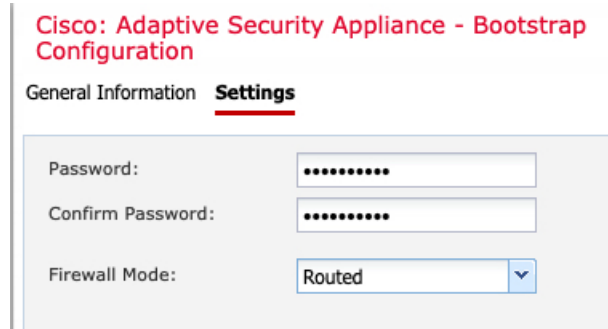 Cisco: Adaptive Security Appliance - Bootstrap
Configuration
General Information Settings
Password: ••••••••••
Confirm Password: ••••••••••
Firewall Mode: Routed